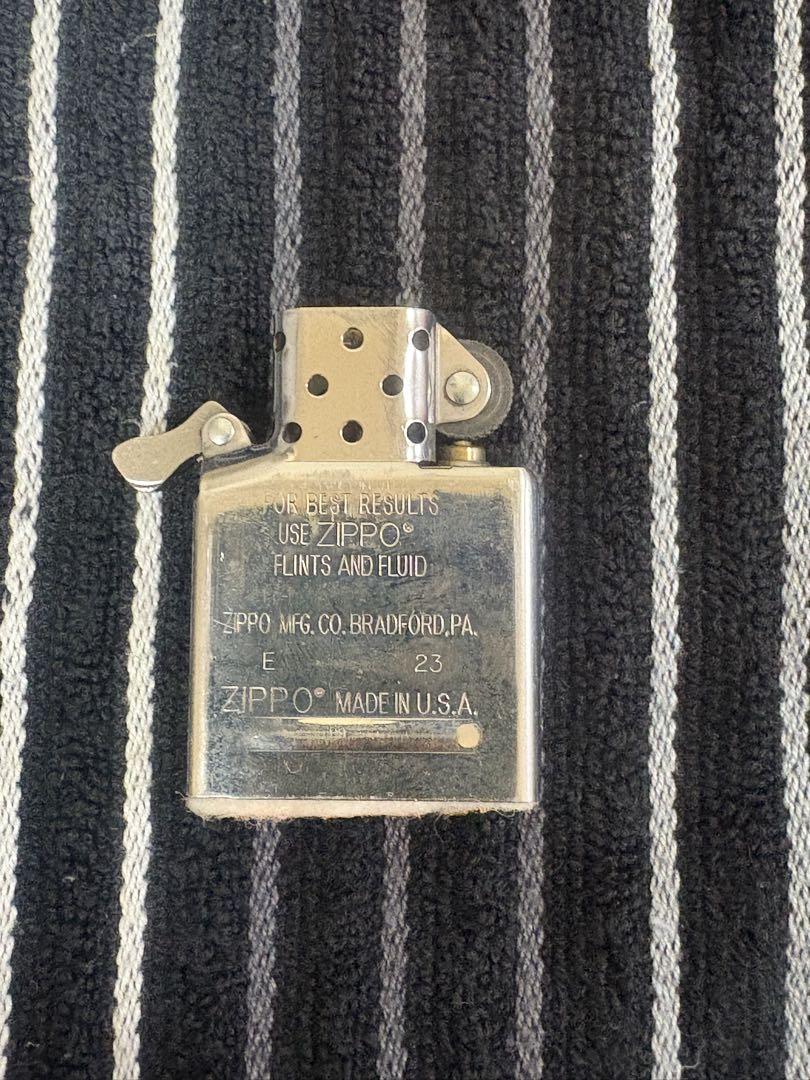 FOR BEST RESULTS
USE ZIPPO®
FLINTS AND FLUID
ZIPPO MFG. CO. BRADFORD, PA.
E 23
ZIPPO® MADE IN U.S.A.